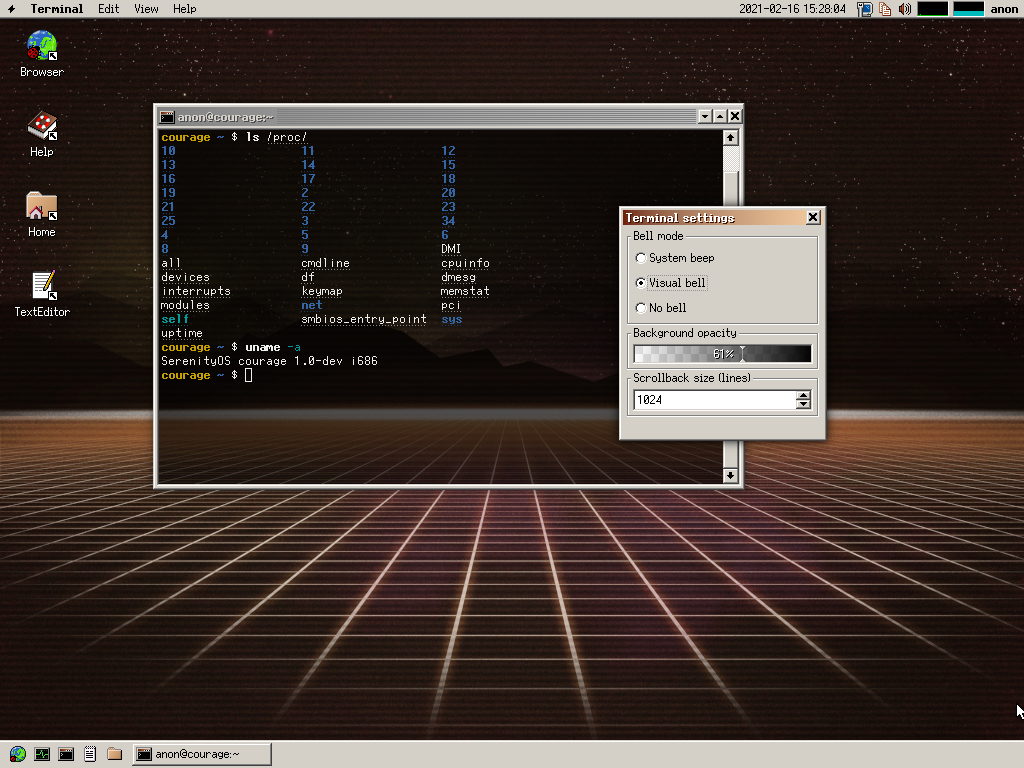 Terminal Edit View Help 2021-02-16 15:28:04 anon
Browser
Help
Home
TextEditor
anon@courage:~
courage ~ $ ls /proc/
10 11 12
13 14 15
16 17 18
19 2 20
21 22 23
25 3 34
4 5 6
8 9 DMI
all cmdline cpuinfo
devices df dmesg
interrupts keymap memstat
modules net pci
self smbios_entry_point sys
uptime
courage ~ $ uname -a
SerenityOS courage 1.0-dev i686
courage ~ $
Terminal settings
Bell mode
System beep
Visual bell
No bell
Background opacity
61%
Scrollback size (lines)
1024
anon@courage:~